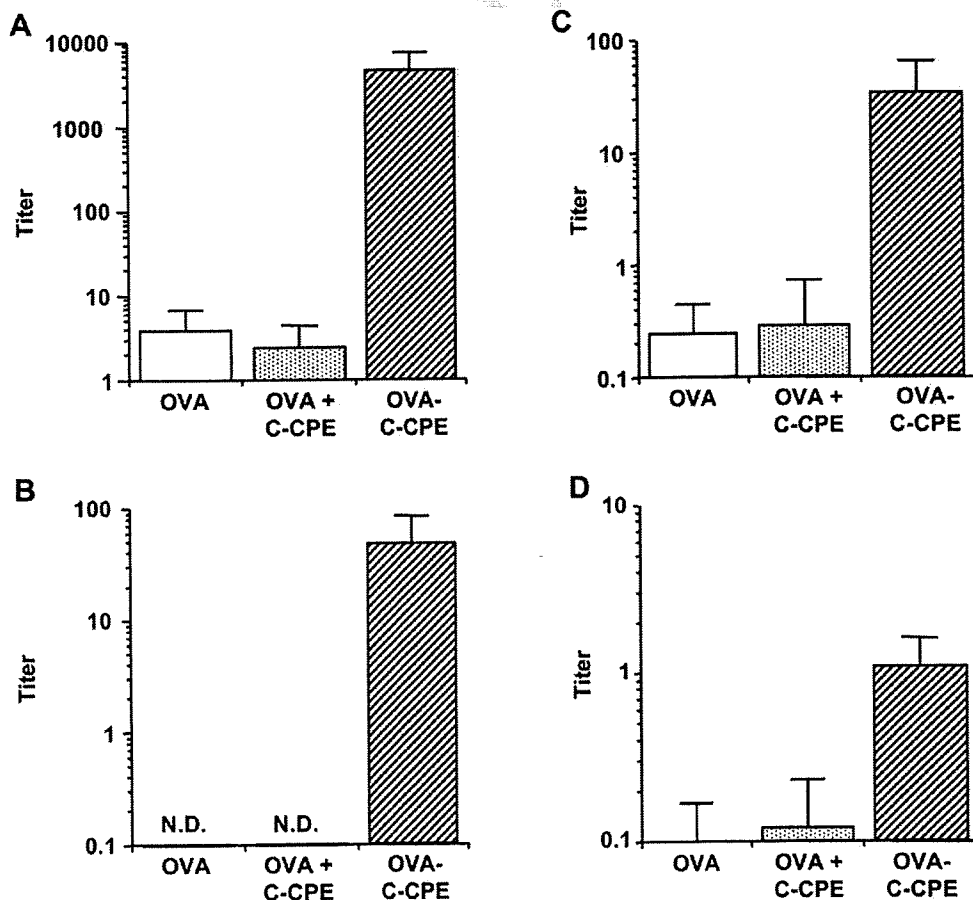 A
10000
1000
100
10
1
Titer
OVA
OVA +
C-CPE
OVA-
C-CPE
B
100
10
1
0.1
Titer
N.D.
N.D.
OVA
OVA +
C-CPE
OVA-
C-CPE
C
100
10
1
0.1
Titer
OVA
OVA +
C-CPE
OVA-
C-CPE
D
10
1
0.1
Titer
OVA
OVA +
C-CPE
OVA-
C-CPE